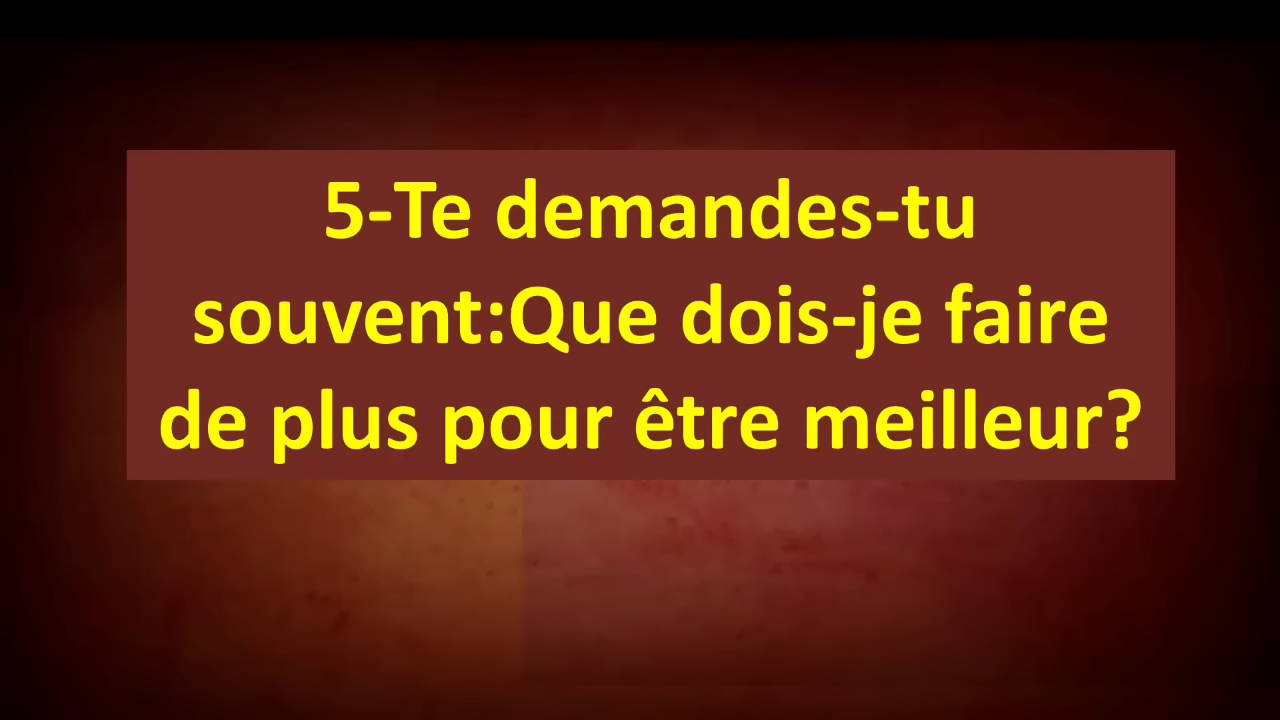 5-Te demandes-tu
souvent:Que dois-je faire
de plus pour être meilleur?